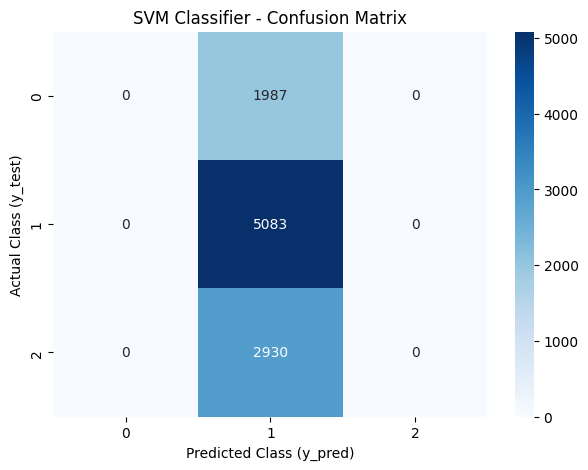 SVM Classifier - Confusion Matrix
Actual Class (y_test)
0
0 1987 0
1
0 5083 0
2
0 2930 0
0 1 2
Predicted Class (y_pred)
5000
4000
3000
2000
1000
0